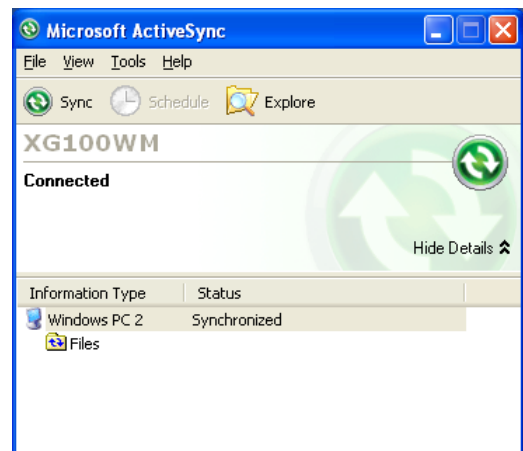 Microsoft ActiveSync
File View Tools Help
Sync Schedule Explore
XG100WM
Connected
Hide Details
Information Type Status
Windows PC 2 Synchronized
Files